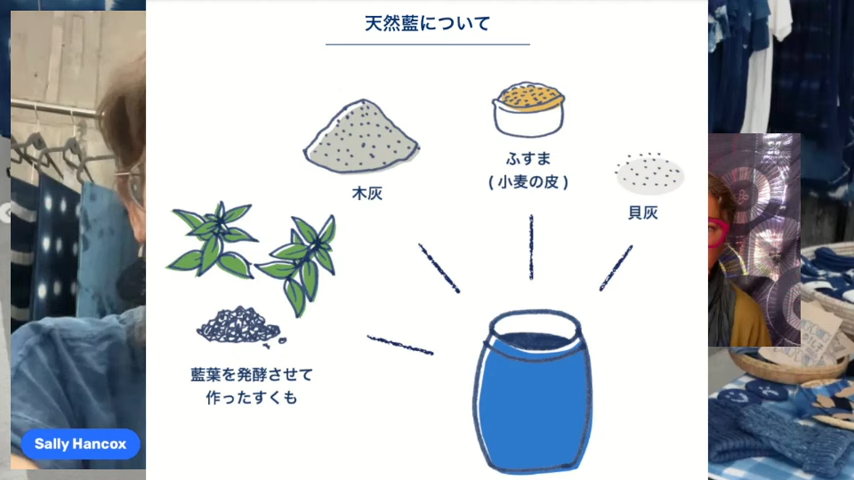 天然藍について
木灰
ふすま
( 小麦の皮 )
貝灰
藍葉を発酵させて
作ったすくも
Sally Hancox